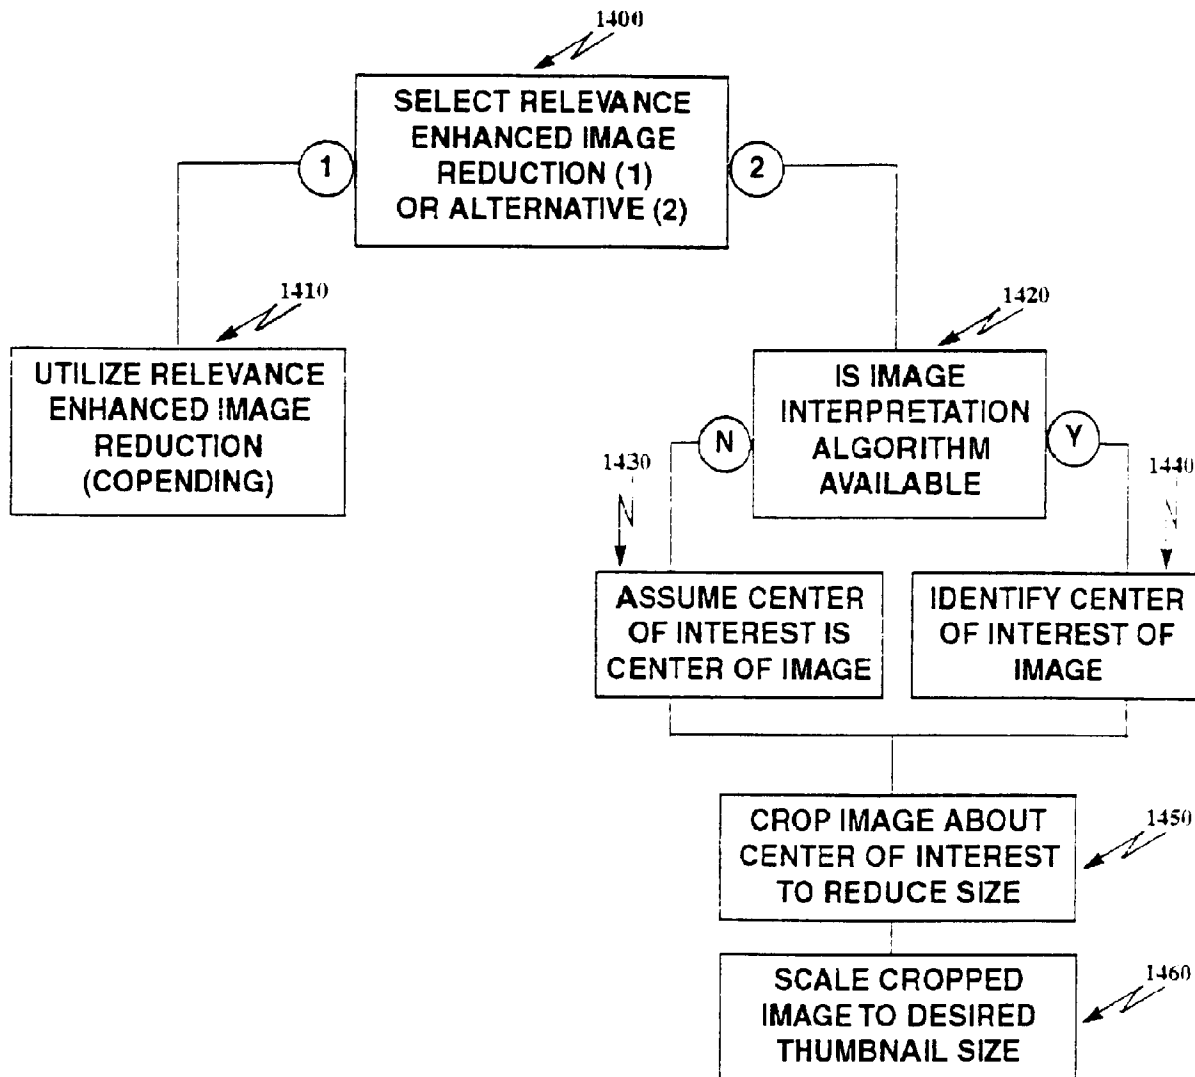 1400
SELECT RELEVANCE
ENHANCED IMAGE
REDUCTION (1)
OR ALTERNATIVE (2)
1
2
1410
UTILIZE RELEVANCE
ENHANCED IMAGE
REDUCTION
(COPENDING)
1420
IS IMAGE
INTERPRETATION
ALGORITHM
AVAILABLE
N
Y
1430
ASSUME CENTER
OF INTEREST IS
CENTER OF IMAGE
1440
IDENTIFY CENTER
OF INTEREST OF
IMAGE
1450
CROP IMAGE ABOUT
CENTER OF INTEREST
TO REDUCE SIZE
1460
SCALE CROPPED
IMAGE TO DESIRED
THUMBNAIL SIZE